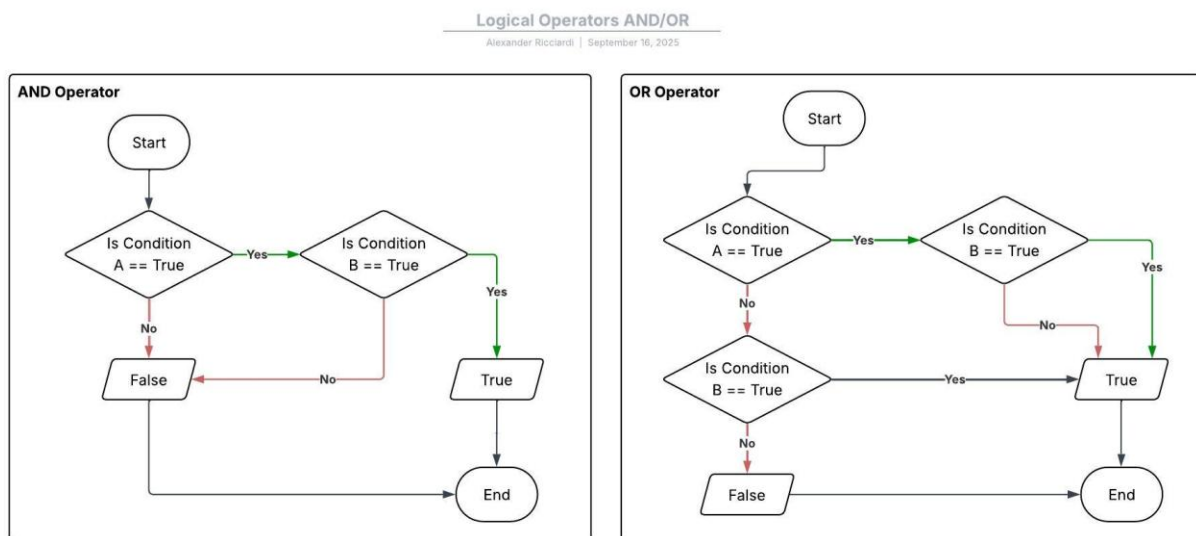 Logical Operators AND/OR
Alexander Ricciardi | September 16, 2025
AND Operator
Start
Is Condition
A == True
Yes
Is Condition
B == True
Yes
No
No
False
True
End
OR Operator
Start
Is Condition
A == True
Yes
Is Condition
B == True
Yes
No
No
Is Condition
B == True
Yes
True
No
False
End